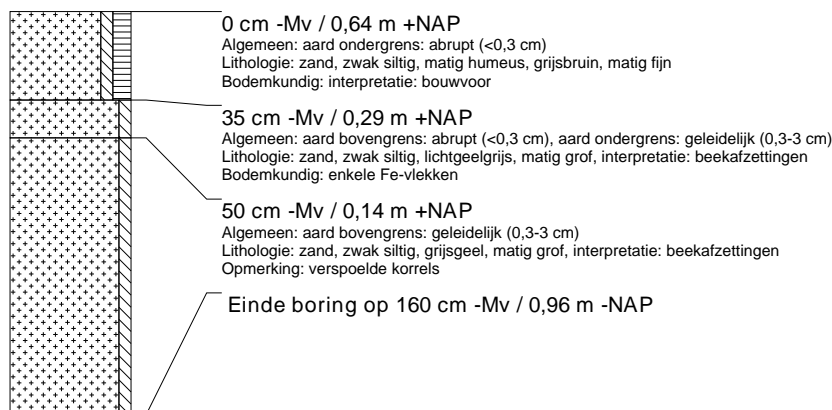 0 cm -Mv / 0,64 m +NAP
Algemeen: aard ondergrens: abrupt (<0,3 cm)
Lithologie: zand, zwak siltig, matig humeus, grijsbruin, matig fijn
Bodemkundig: interpretatie: bouwvoor
35 cm -Mv / 0,29 m +NAP
Algemeen: aard bovengrens: abrupt (<0,3 cm), aard ondergrens: geleidelijk (0,3-3 cm)
Lithologie: zand, zwak siltig, lichtgeelgrijs, matig grof, interpretatie: beekafzettingen
Bodemkundig: enkele Fe-vlekken
50 cm -Mv / 0,14 m +NAP
Algemeen: aard bovengrens: geleidelijk (0,3-3 cm)
Lithologie: zand, zwak siltig, grijsgeel, matig grof, interpretatie: beekafzettingen
Opmerking: verspoelde korrels
Einde boring op 160 cm -Mv / 0,96 m -NAP